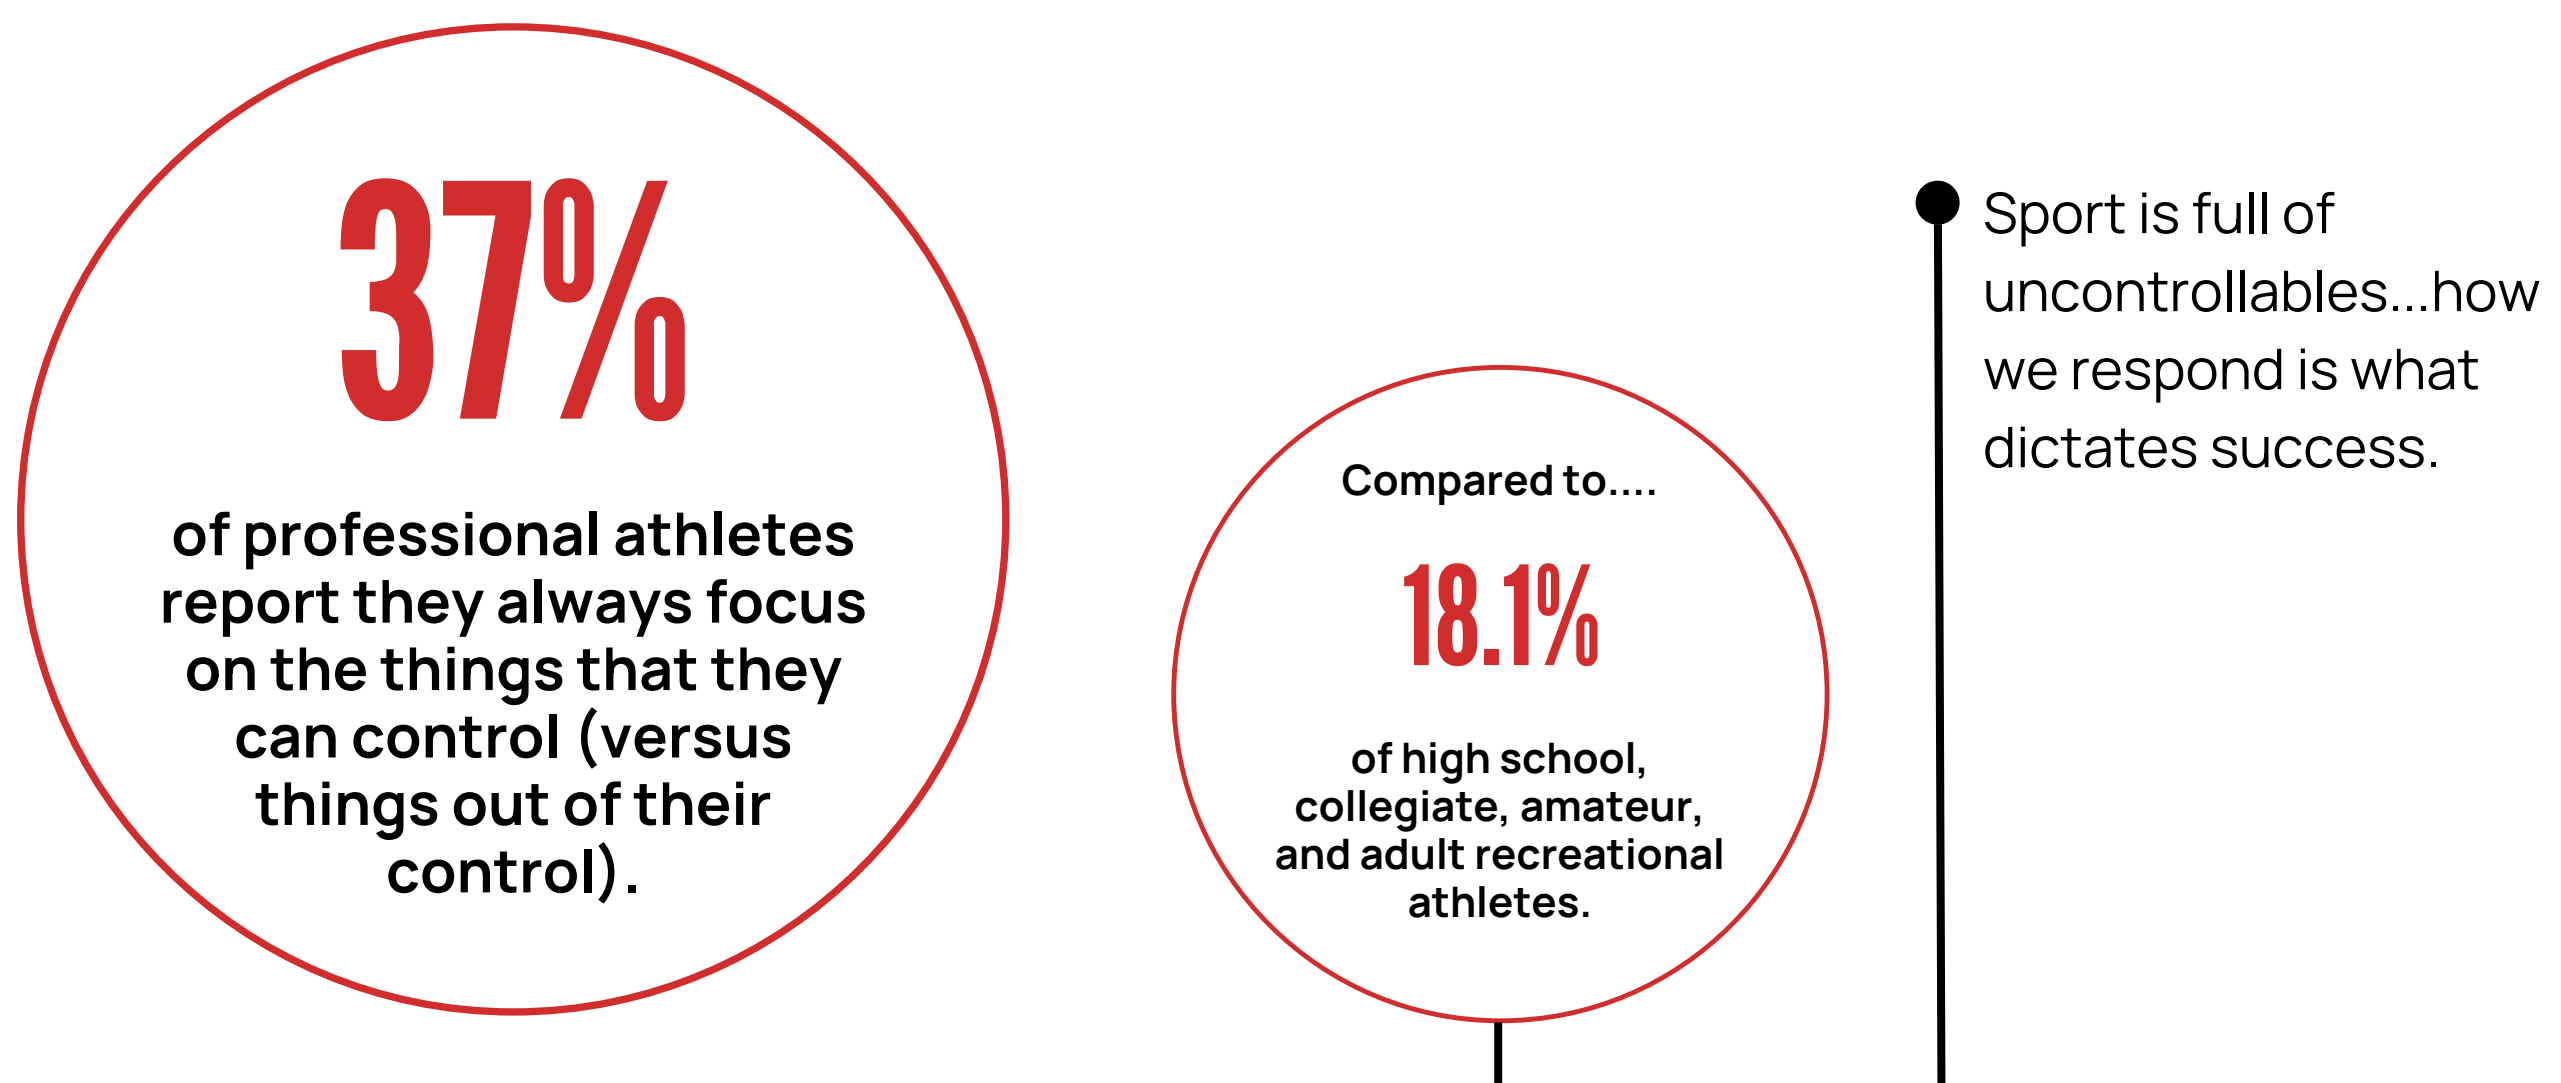 37%
of professional athletes
report they always focus
on the things that they
can control (versus
things out of their
control).
Compared to....
18.1%
of high school,
collegiate, amateur,
and adult recreational
athletes.
Sport is full of
uncontrollables...how
we respond is what
dictates success.